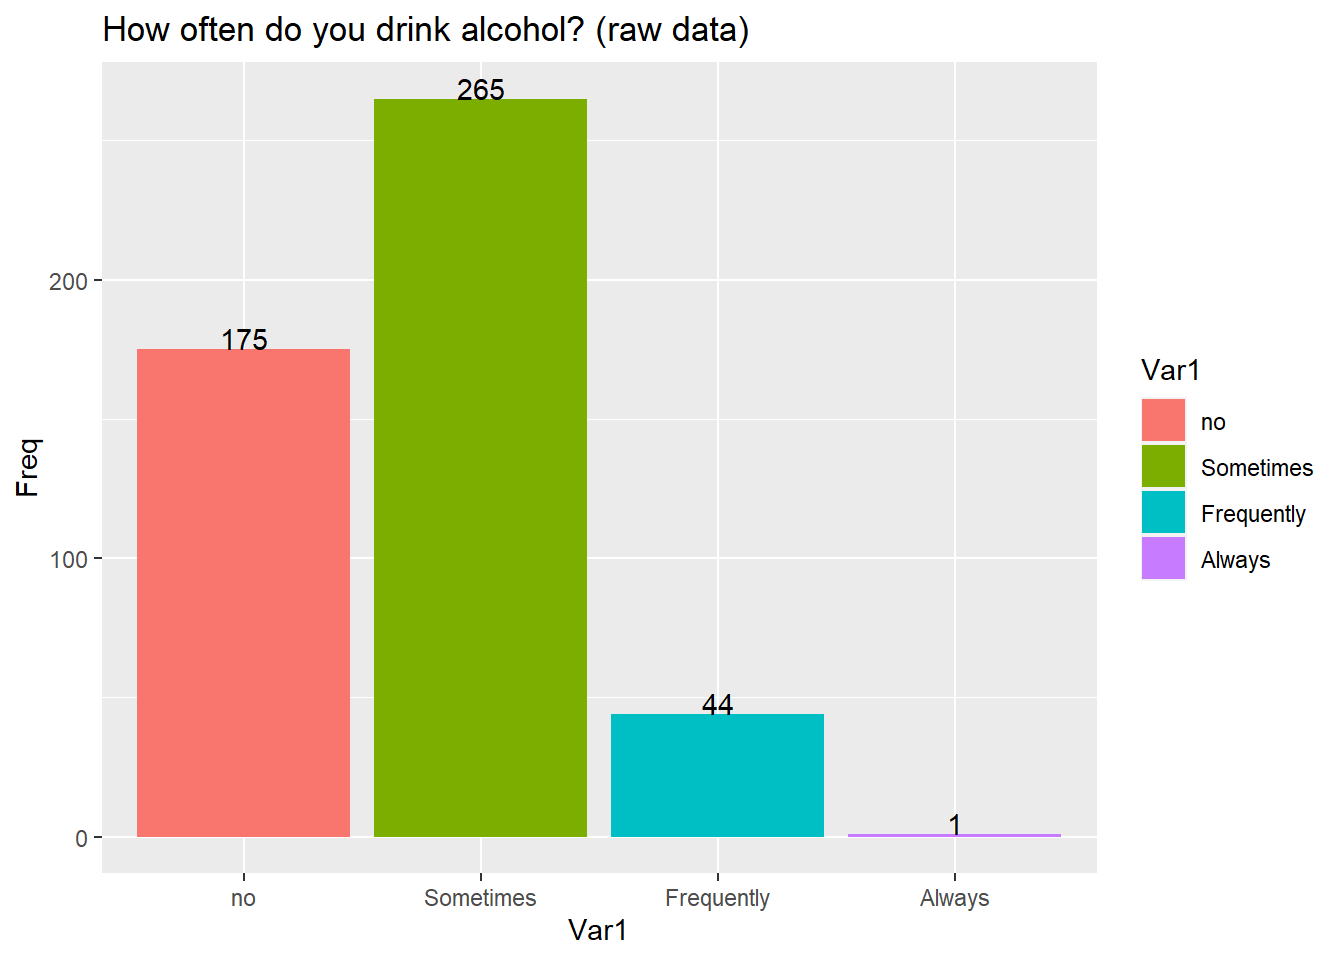 How often do you drink alcohol? (raw data)
265
200
175
Freq
100
44
1
0
no
Sometimes
Frequently
Always
Var1
Var1
no
Sometimes
Frequently
Always